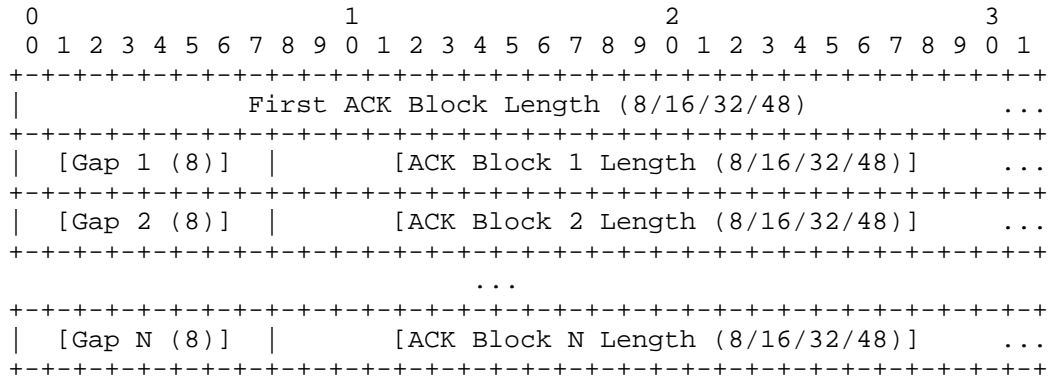 0                   1                   2                   3
 0 1 2 3 4 5 6 7 8 9 0 1 2 3 4 5 6 7 8 9 0 1 2 3 4 5 6 7 8 9 0 1
+-+-+-+-+-+-+-+-+-+-+-+-+-+-+-+-+-+-+-+-+-+-+-+-+-+-+-+-+-+-+-+-+
|              First ACK Block Length (8/16/32/48)            ...
+-+-+-+-+-+-+-+-+-+-+-+-+-+-+-+-+-+-+-+-+-+-+-+-+-+-+-+-+-+-+-+-+
|  [Gap 1 (8)]  |       [ACK Block 1 Length (8/16/32/48)]     ...
+-+-+-+-+-+-+-+-+-+-+-+-+-+-+-+-+-+-+-+-+-+-+-+-+-+-+-+-+-+-+-+-+
|  [Gap 2 (8)]  |       [ACK Block 2 Length (8/16/32/48)]     ...
+-+-+-+-+-+-+-+-+-+-+-+-+-+-+-+-+-+-+-+-+-+-+-+-+-+-+-+-+-+-+-+-+
                             ...
+-+-+-+-+-+-+-+-+-+-+-+-+-+-+-+-+-+-+-+-+-+-+-+-+-+-+-+-+-+-+-+-+
|  [Gap N (8)]  |       [ACK Block N Length (8/16/32/48)]     ...
+-+-+-+-+-+-+-+-+-+-+-+-+-+-+-+-+-+-+-+-+-+-+-+-+-+-+-+-+-+-+-+-+